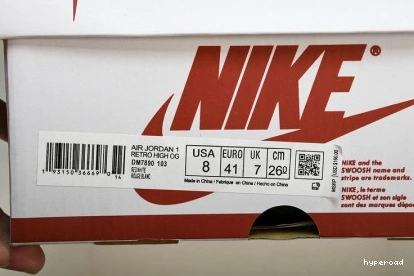 NIKE®
AIR JORDAN 1
RETRO HIGH OG
DM7890 103
USA EURO UK cm
8 41 7 26
Made in China / Fabriqué en Chine / Hecho en China
NIKE and the
SWOOSH name and
stripe are trademarks.
NIKE, le terme
SWOOSH et son sigle
sont des marques dépos
hyperoad